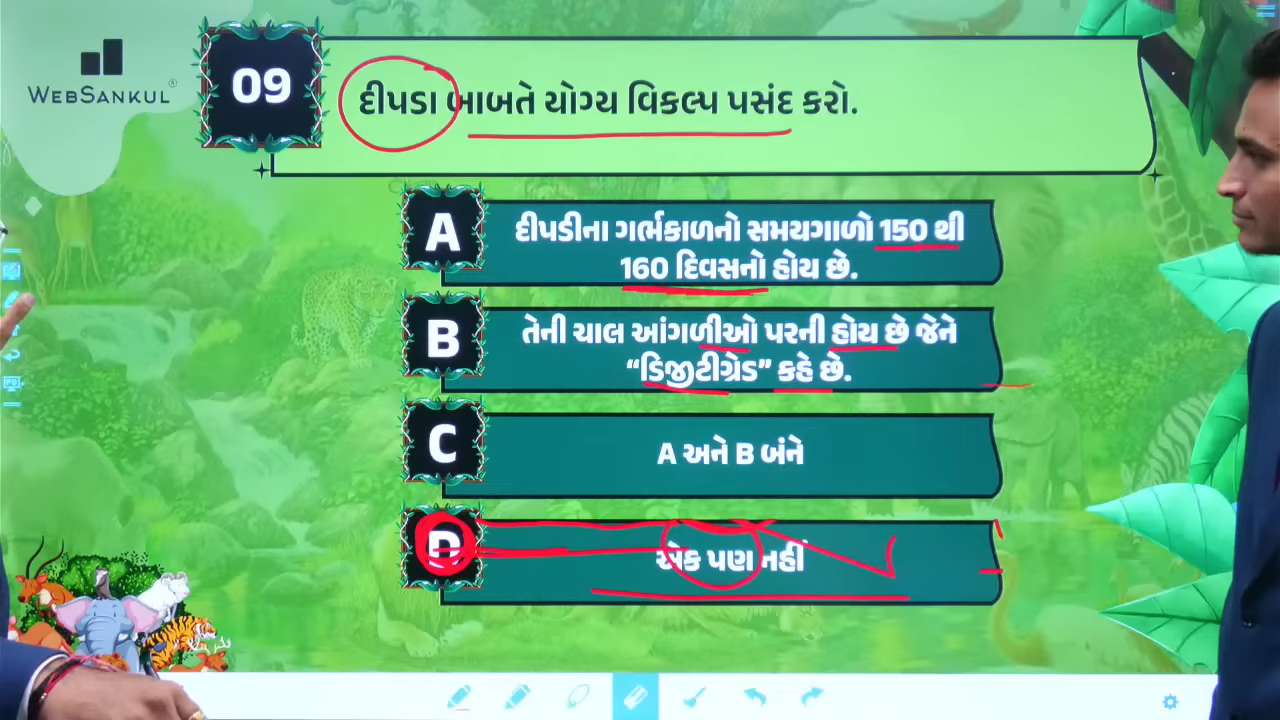 WEBSANKUL®
09
દીપડા બાબતે યોગ્ય વિકલ્પ પસંદ કરો.
A
દીપડીના ગર્ભકાળનો સમયગાળો 150 થી
160 દિવસનો હોય છે.
B
તેની ચાલ આંગળીઓ પરની હોય છે જેને
“ડિજીટીગ્રેડ” કહે છે.
C
A અને B બંને
D
એક પણ નહીં